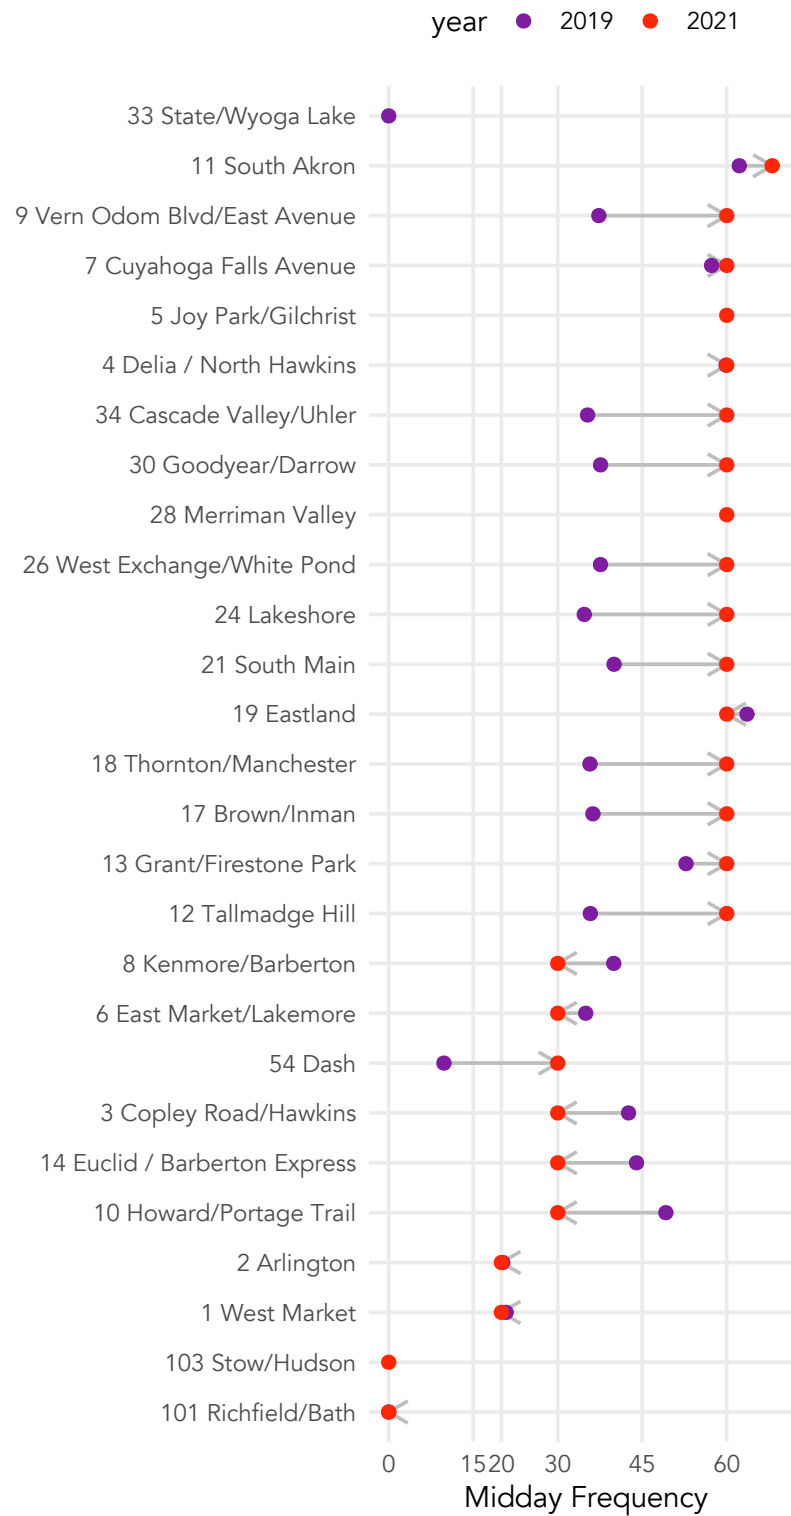 year 2019 2021
33 State/Wyoga Lake
11 South Akron
9 Vern Odom Blvd/East Avenue
7 Cuyahoga Falls Avenue
5 Joy Park/Gilchrist
4 Delia / North Hawkins
34 Cascade Valley/Uhler
30 Goodyear/Darrow
28 Merriman Valley
26 West Exchange/White Pond
24 Lakeshore
21 South Main
19 Eastland
18 Thornton/Manchester
17 Brown/Inman
13 Grant/Firestone Park
12 Tallmadge Hill
8 Kenmore/Barberton
6 East Market/Lakemore
54 Dash
3 Copley Road/Hawkins
14 Euclid / Barberton Express
10 Howard/Portage Trail
2 Arlington
1 West Market
103 Stow/Hudson
101 Richfield/Bath
0 15 20 30 45 60
Midday Frequency